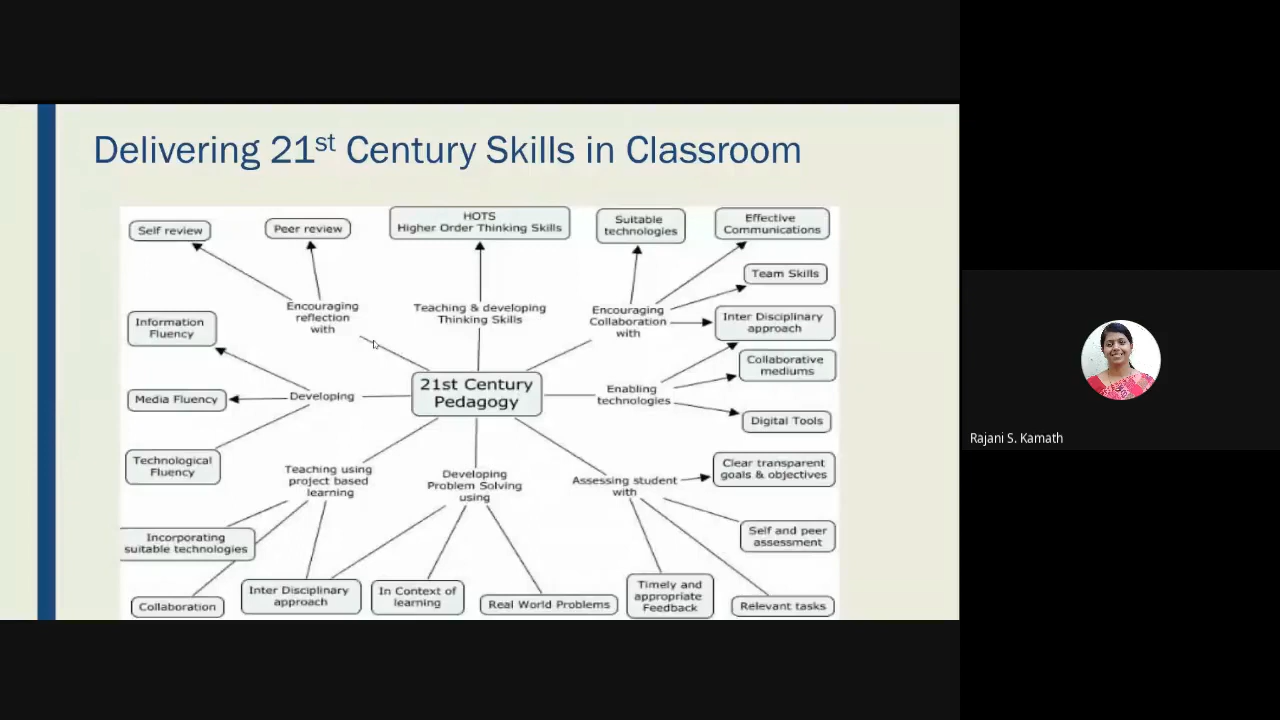 Delivering 21st Century Skills in Classroom
Self review
Peer review
HOTS
Higher Order Thinking Skills
Suitable
technologies
Effective
Communications
Team Skills
Encouraging
reflection
with
Teaching & developing
Thinking Skills
Encouraging
Collaboration
with
Inter Disciplinary
approach
Information
Fluency
Collaborative
mediums
21st Century
Pedagogy
Developing
Media Fluency
Enabling
technologies
Digital Tools
Technological
Fluency
Teaching using
project based
learning
Developing
Problem Solving
using
Assessing student
with
Clear transparent
goals & objectives
Incorporating
suitable technologies
Self and peer
assessment
Collaboration
Inter Disciplinary
approach
In Context of
learning
Real World Problems
Timely and
appropriate
Feedback
Relevant tasks
Rajani S. Kamath